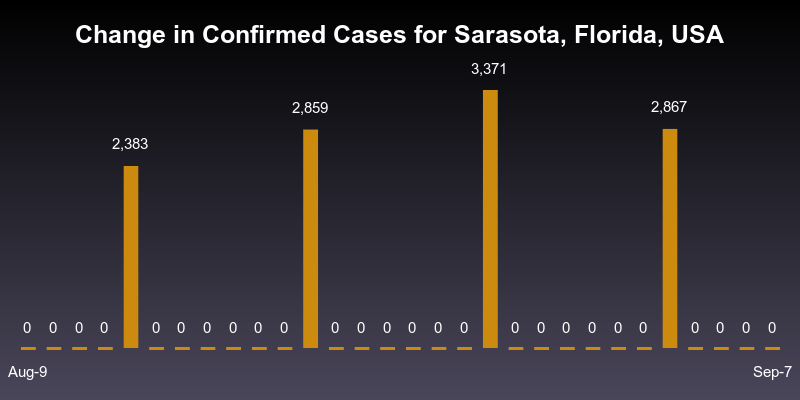 Change in Confirmed Cases for Sarasota, Florida, USA
3,371
2,859
2,867
2,383
0 0 0 0 0 0 0 0 0 0 0 0 0 0 0 0 0 0 0 0 0 0 0 0 0 0
Aug-9 Sep-7